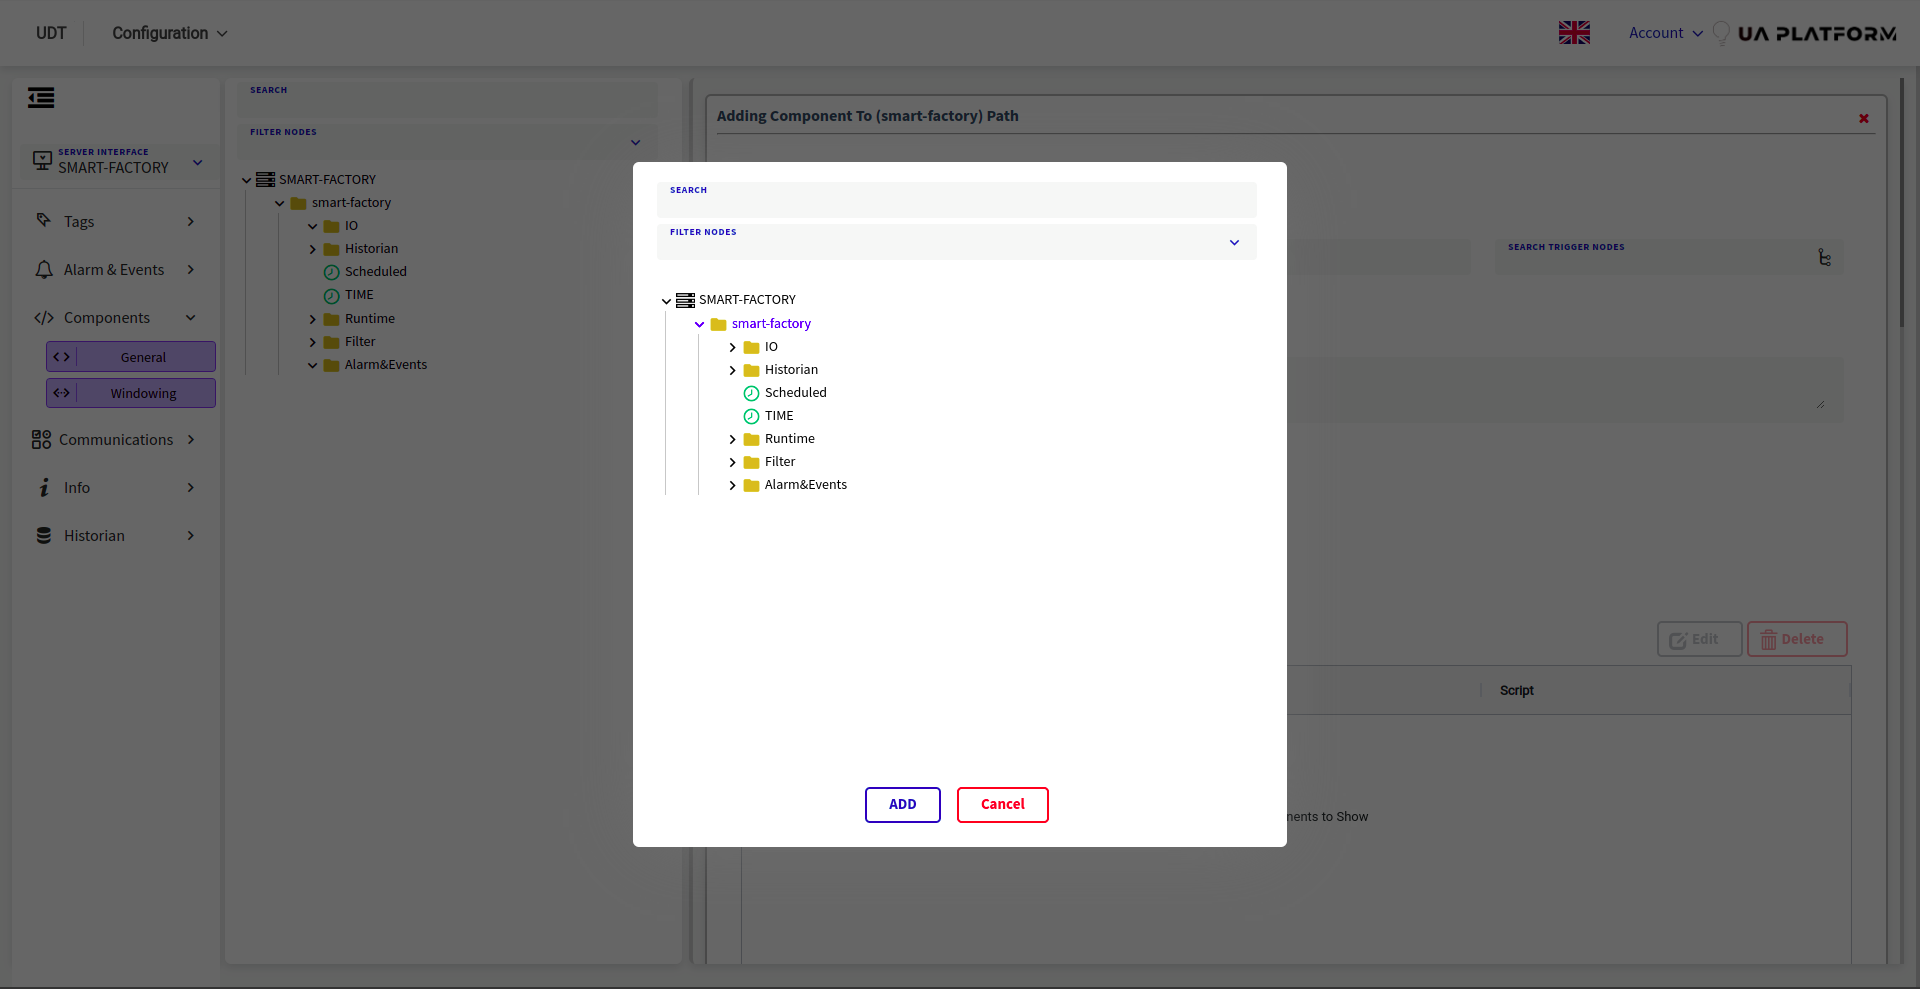 UDT
Configuration
Account
UA PLATFORM
SERVER INTERFACE
SMART-FACTORY
Tags
Alarm & Events
Components
General
Windowing
Communications
Info
Historian
SEARCH
FILTER NODES
SMART-FACTORY
smart-factory
IO
Historian
Scheduled
TIME
Runtime
Filter
Alarm&Events
Adding Component To (smart-factory) Path
SEARCH TRIGGER NODES
Edit
Delete
Script
to Show
SEARCH
FILTER NODES
SMART-FACTORY
smart-factory
IO
Historian
Scheduled
TIME
Runtime
Filter
Alarm&Events
ADD
Cancel